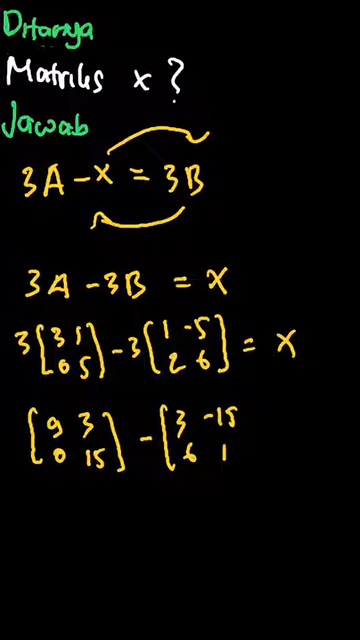 Ditanya
Matriks x ?
Jawab
3A - x = 3B
3A - 3B = x
3 [3 1] - 3 [1 -5] = x
[0 5] [2 6]
[9 3] - [3 -15
[0 15] 6 1